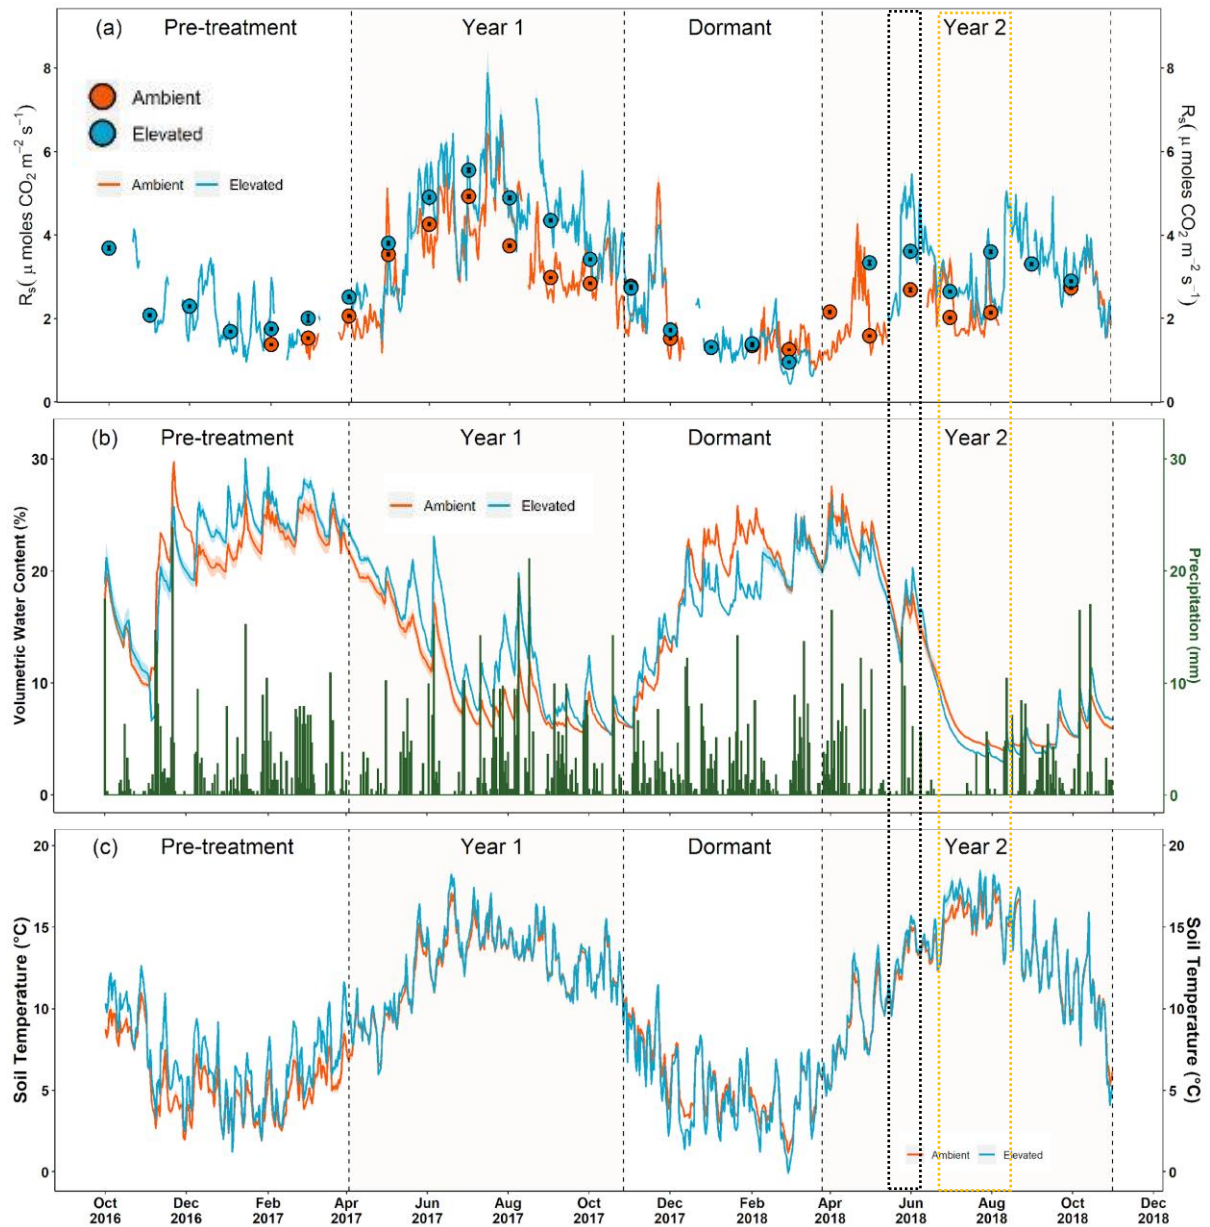 (a)
Pre-treatment
Year 1
Dormant
Year 2
Ambient
Elevated
Ambient
Elevated
Rs( μ moles CO2 m−2 s−1)
8
6
4
2
0
8
6
4
2
0
Rs( μ moles CO2 m−2 s−1)
(b)
Pre-treatment
Year 1
Dormant
Year 2
Ambient
Elevated
Volumetric Water Content (%)
30
20
10
0
30
20
10
0
Precipitation (mm)
(c)
Pre-treatment
Year 1
Dormant
Year 2
Soil Temperature (°C)
20
15
10
5
0
20
15
10
5
0
Soil Temperature (°C)
Ambient
Elevated
Oct Dec Feb Apr Jun Aug Oct Dec Feb Apr Jun Aug Oct Dec
2016 2016 2017 2017 2017 2017 2017 2017 2018 2018 2018 2018 2018 2018